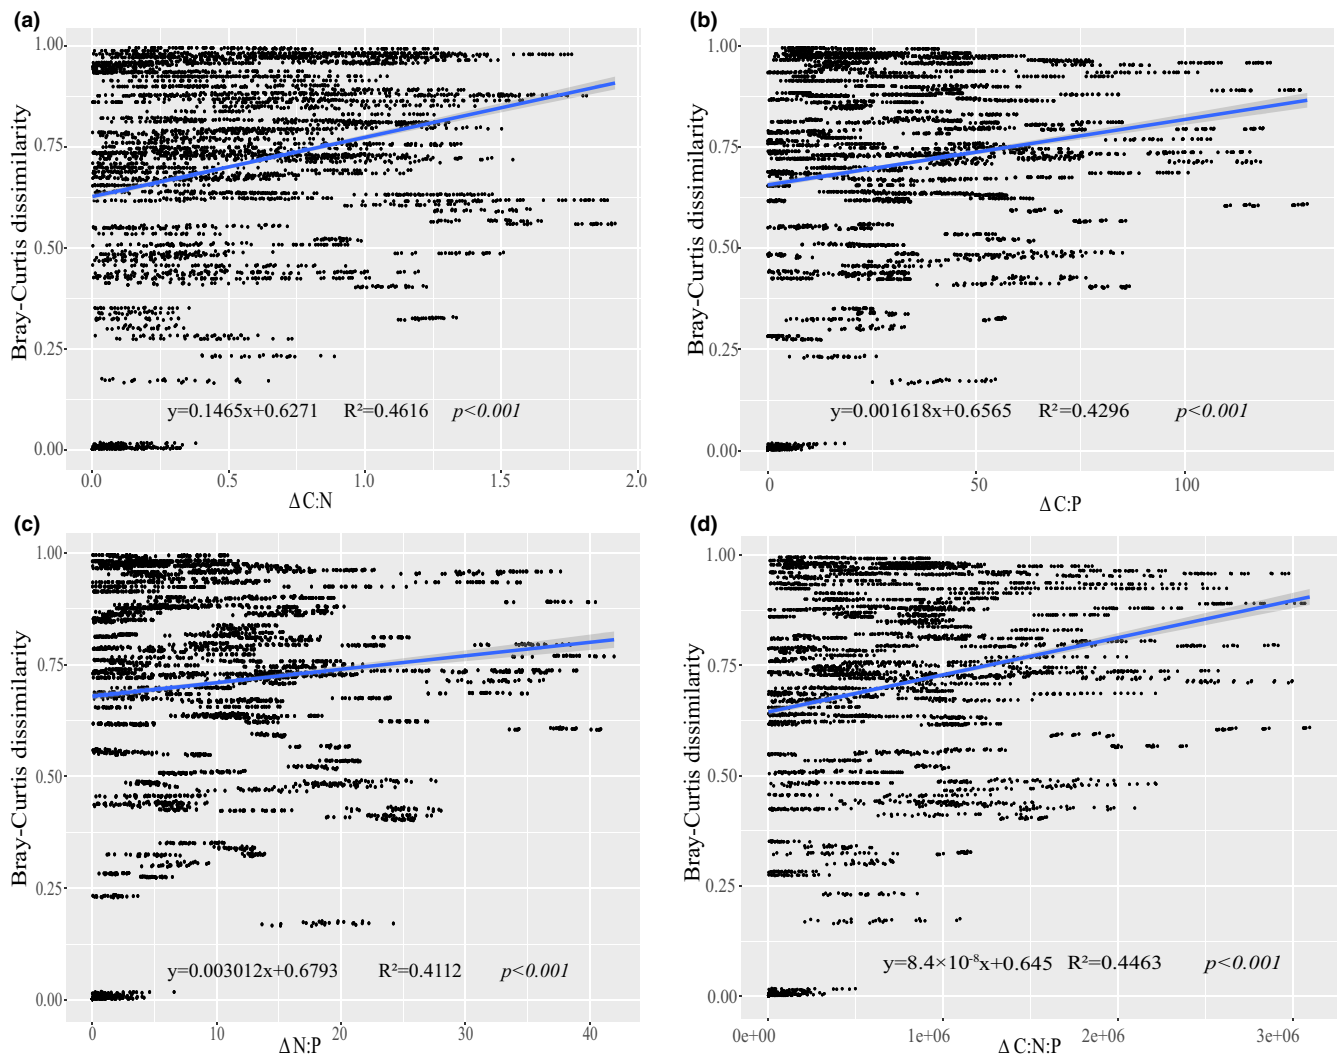 (a)
1.00
0.75
0.50
0.25
0.00
Bray-Curtis dissimilarity
y=0.1465x+0.6271 R²=0.4616 p<0.001
0.0 0.5 1.0 1.5 2.0
Δ C:N
(b)
1.00
0.75
0.50
0.25
0.00
Bray-Curtis dissimilarity
y=0.001618x+0.6565 R²=0.4296 p<0.001
0 50 100
Δ C:P
(c)
1.00
0.75
0.50
0.25
0.00
Bray-Curtis dissimilarity
y=0.003012x+0.6793 R²=0.4112 p<0.001
0 10 20 30 40
Δ N:P
(d)
1.00
0.75
0.50
0.25
0.00
Bray-Curtis dissimilarity
y=8.4×10⁻⁸x+0.645 R²=0.4463 p<0.001
0e+00 1e+06 2e+06 3e+06
Δ C:N:P